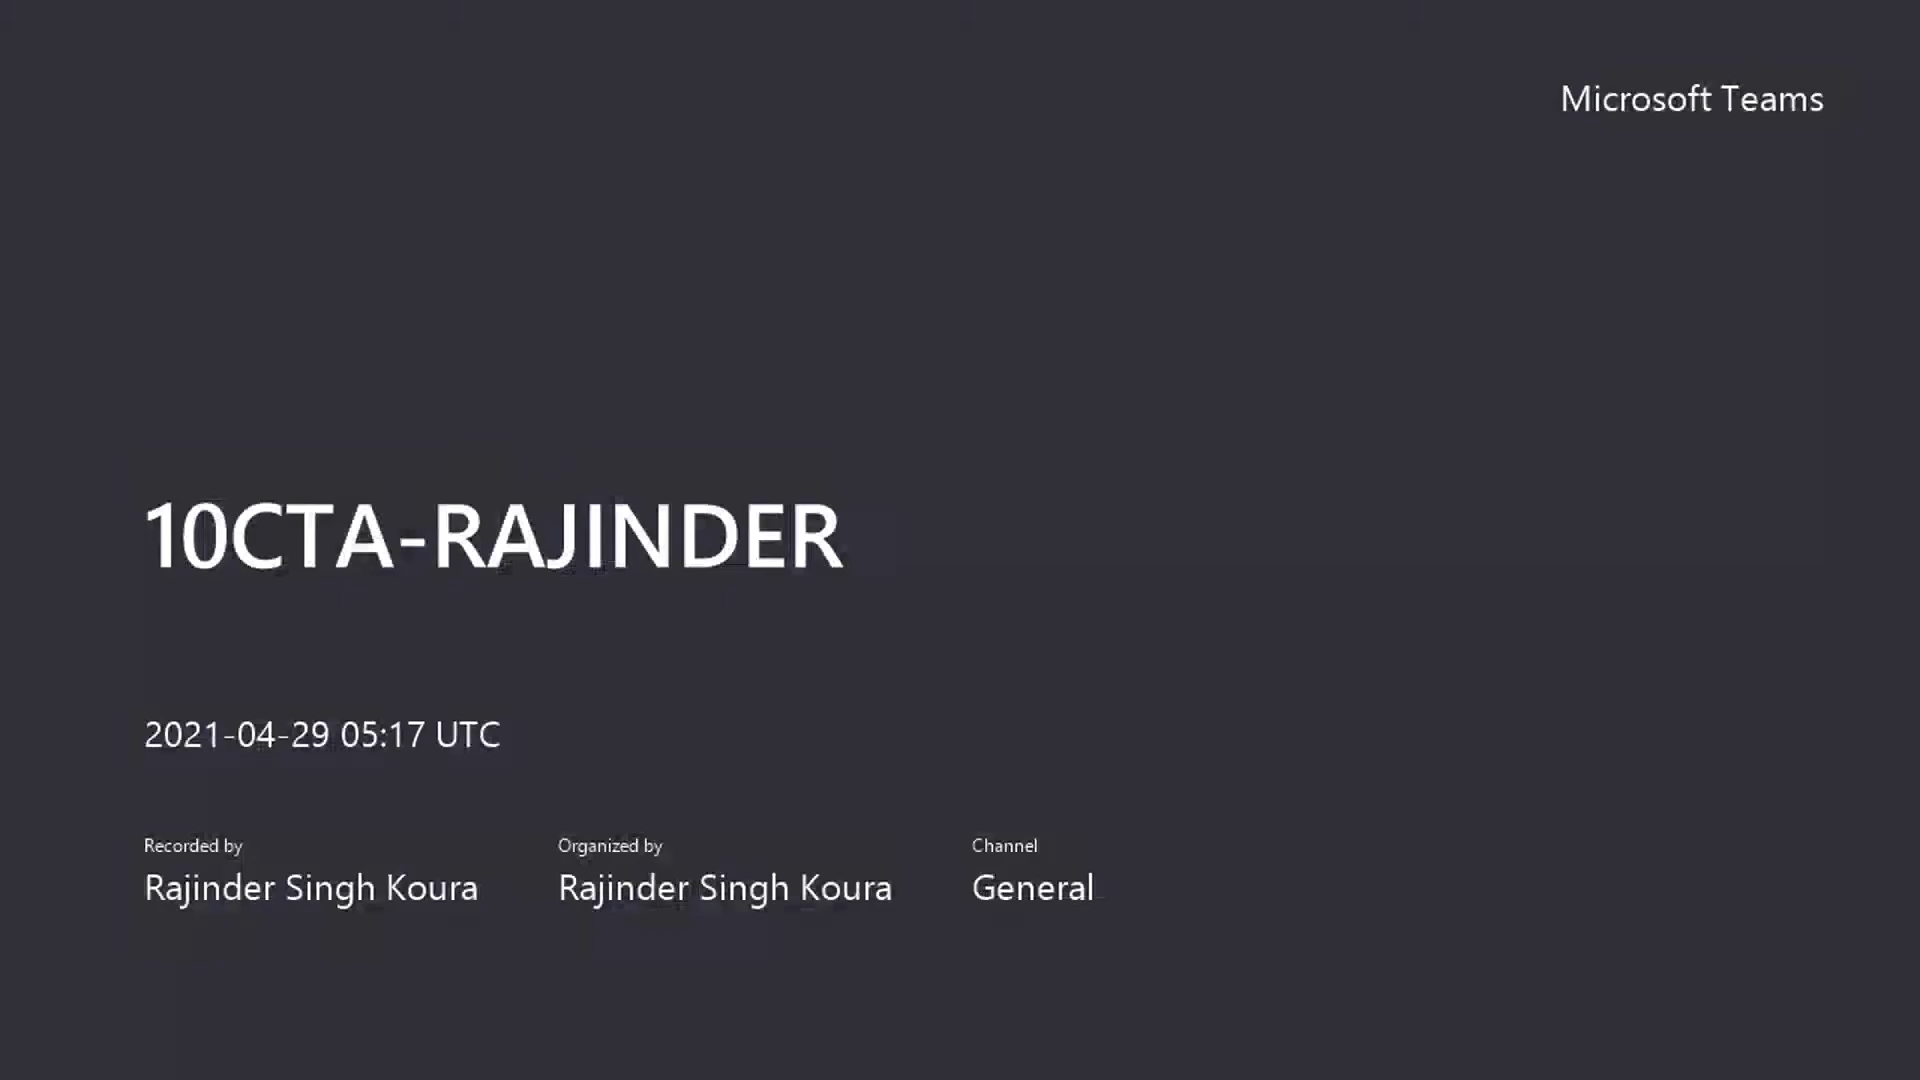 Microsoft Teams
10CTA-RAJINDER
2021-04-29 05:17 UTC
Recorded by
Rajinder Singh Koura
Organized by
Rajinder Singh Koura
Channel
General